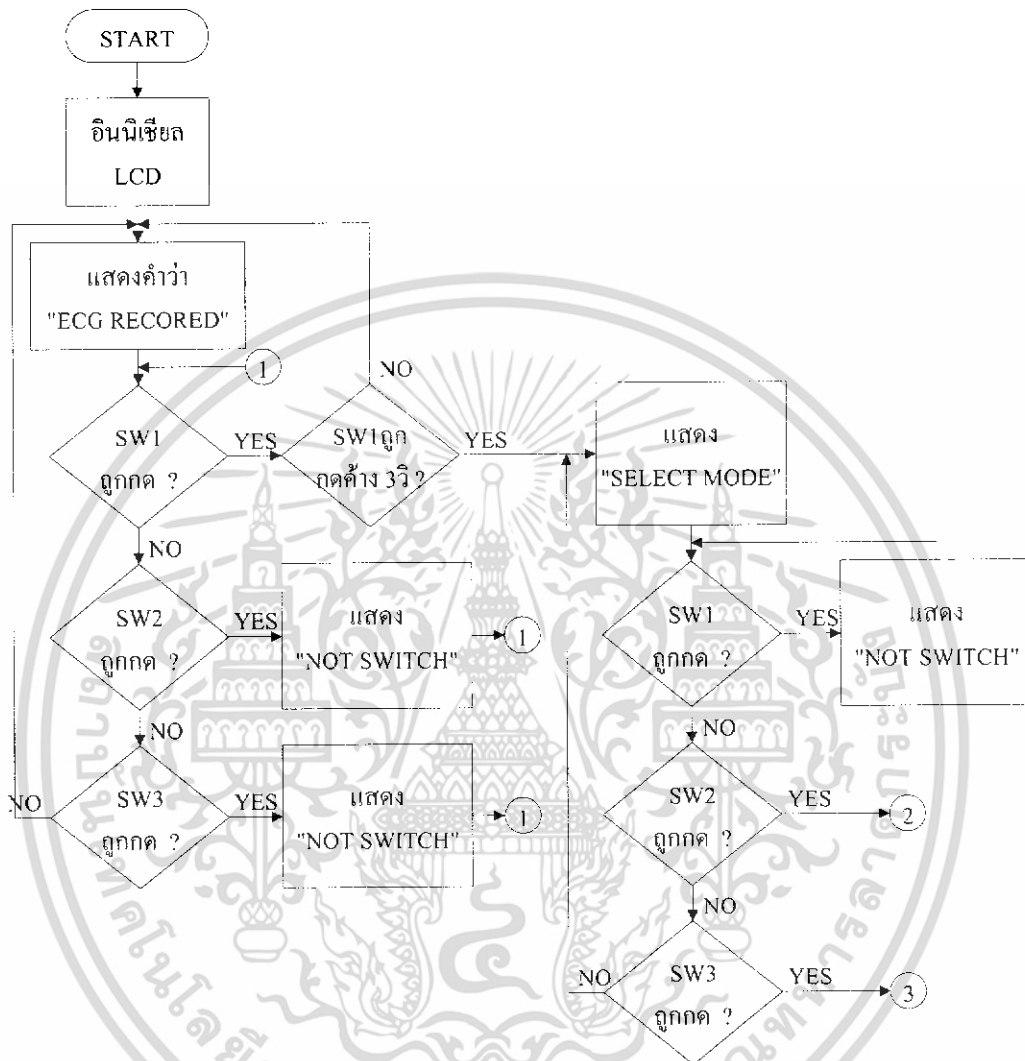 START
อินนิเชียล
LCD
แสดงคำว่า
"ECG RECORED"
1
SW1
ถูกกด ?
YES
SW1ถูก
กดค้าง 3วิ ?
NO
YES
แสดง
"SELECT MODE"
NO
SW2
ถูกกด ?
YES
แสดง
"NOT SWITCH"
1
NO
SW3
ถูกกด ?
NO
YES
แสดง
"NOT SWITCH"
1
SW1
ถูกกด ?
YES
แสดง
"NOT SWITCH"
NO
SW2
ถูกกด ?
YES
2
NO
SW3
ถูกกด ?
NO
YES
3